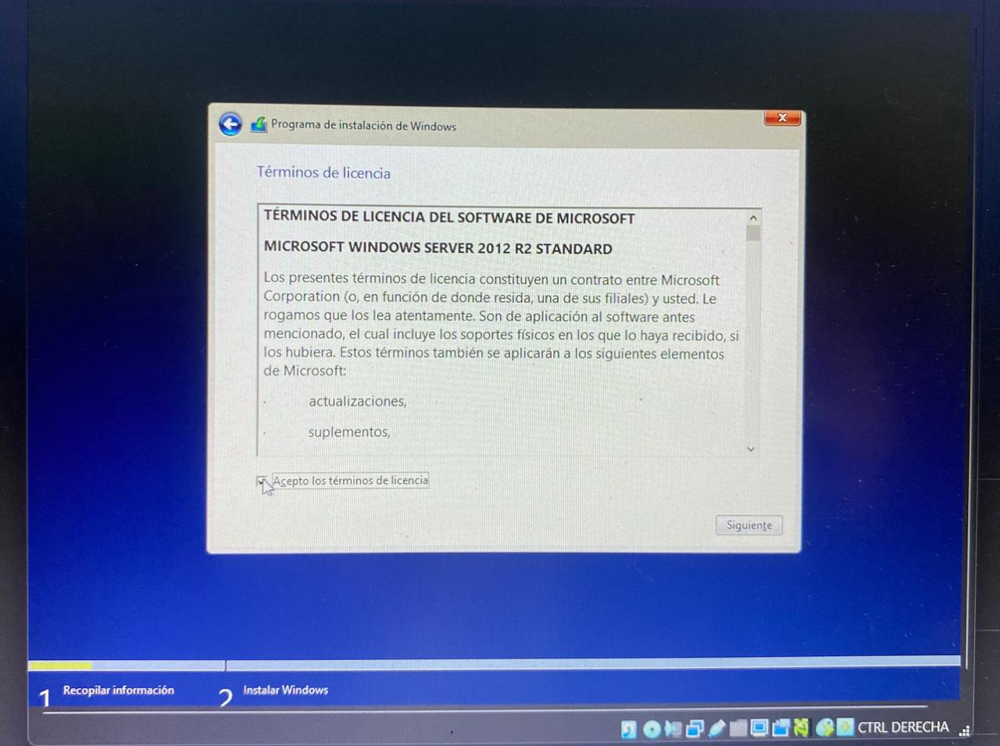 Programa de instalación de Windows
Términos de licencia
TÉRMINOS DE LICENCIA DEL SOFTWARE DE MICROSOFT
MICROSOFT WINDOWS SERVER 2012 R2 STANDARD
Los presentes términos de licencia constituyen un contrato entre Microsoft
Corporation (o, en función de donde resida, una de sus filiales) y usted. Le
rogamos que los lea atentamente. Son de aplicación al software antes
mencionado, el cual incluye los soportes físicos en los que lo haya recibido, si
los hubiera. Estos términos también se aplicarán a los siguientes elementos
de Microsoft:
· actualizaciones,
· suplementos,
Acepto los términos de licencia
Siguiente
1 Recopilar información
2 Instalar Windows
CTRL DERECHA